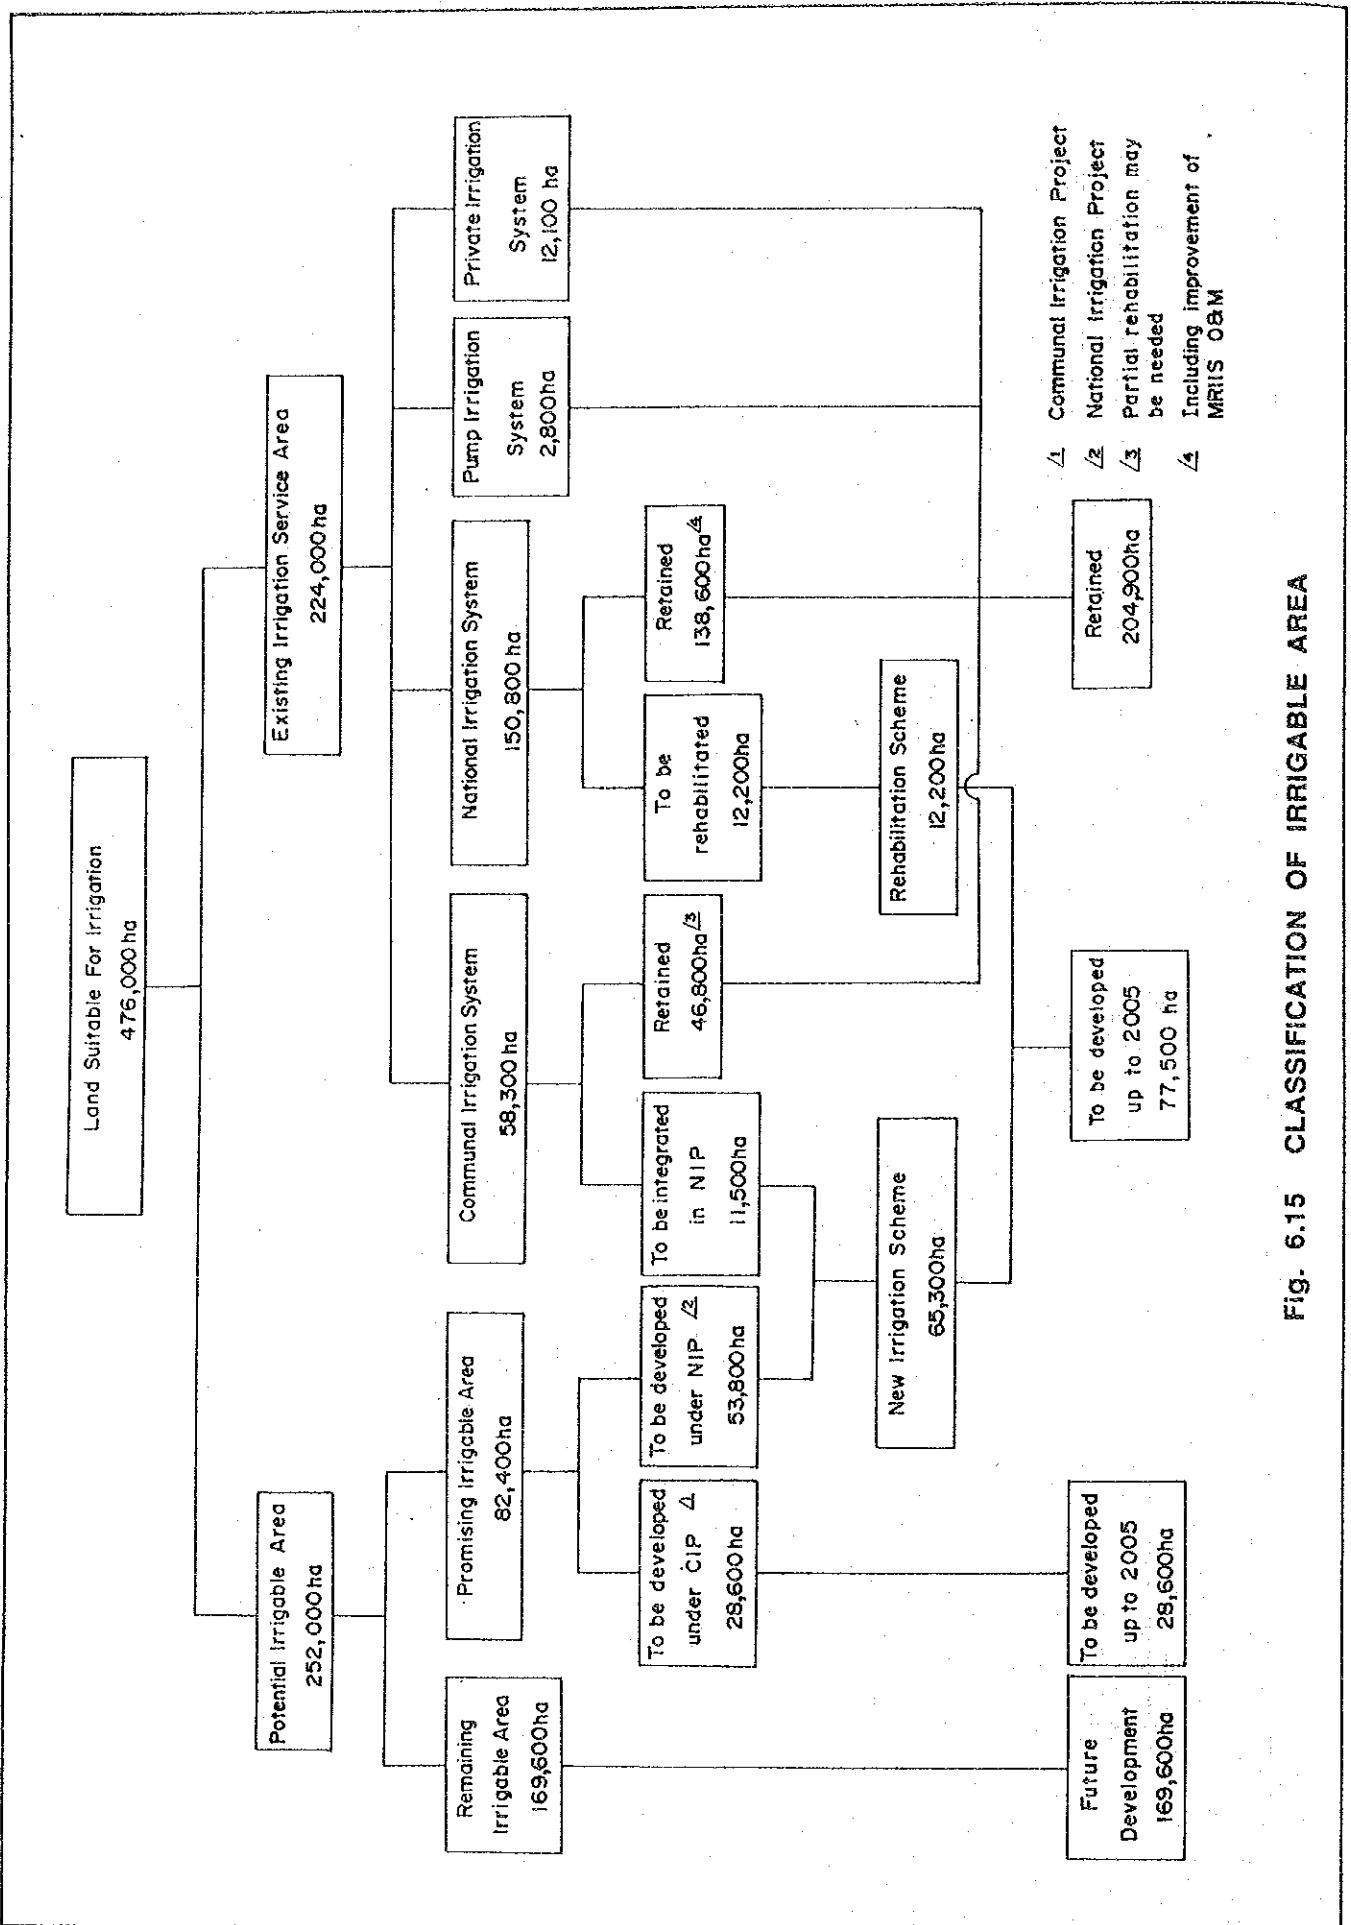 Land Suitable For Irrigation
476,000ha
Potential Irrigable Area
252,000ha
Existing Irrigation Service Area
224,000ha
Remaining
Irrigable Area
169,600ha
Promising Irrigable Area
82,400ha
Communal Irrigation System
58,300ha
National Irrigation System
150,800ha
Pump Irrigation
System
2,800ha
Private Irrigation
System
12,100 ha
To be developed
under CIP /1
28,600ha
To be developed
under NIP /2
53,800ha
To be integrated
in NIP
11,500ha
Retained
46,800ha /3
To be
rehabilitated
12,200ha
Retained
138,600ha /4
New Irrigation Scheme
65,300ha
Rehabilitation Scheme
12,200ha
Future
Development
169,600ha
To be developed
up to 2005
28,600ha
To be developed
up to 2005
77,500 ha
Retained
204,900ha
/1 Communal Irrigation Project
/2 National Irrigation Project
/3 Partial rehabilitation may
be needed
/4 Including improvement of
MRIIS O&M
Fig. 6.15 CLASSIFICATION OF IRRIGABLE AREA